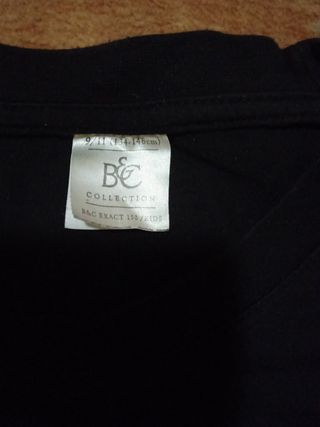 9/11 (134-146cm)
B&C
COLLECTION
B&C EXACT 150/KIDS